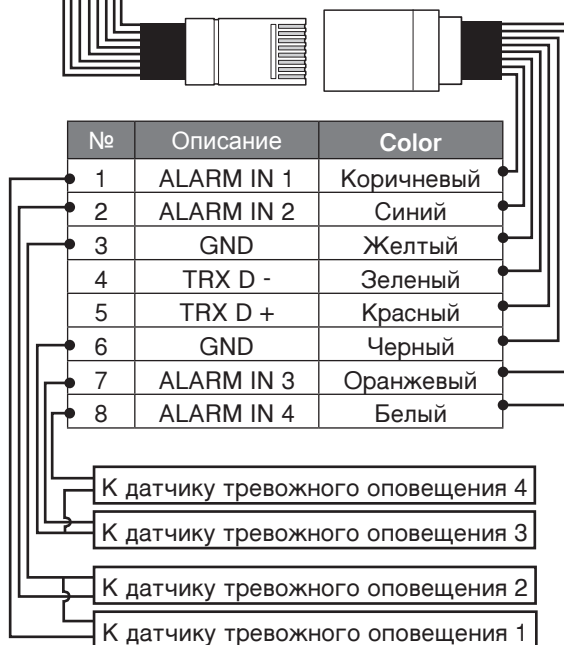 № Описание Color
1 ALARM IN 1 Коричневый
2 ALARM IN 2 Синий
3 GND Желтый
4 TRX D - Зеленый
5 TRX D + Красный
6 GND Черный
7 ALARM IN 3 Оранжевый
8 ALARM IN 4 Белый
К датчику тревожного оповещения 4
К датчику тревожного оповещения 3
К датчику тревожного оповещения 2
К датчику тревожного оповещения 1